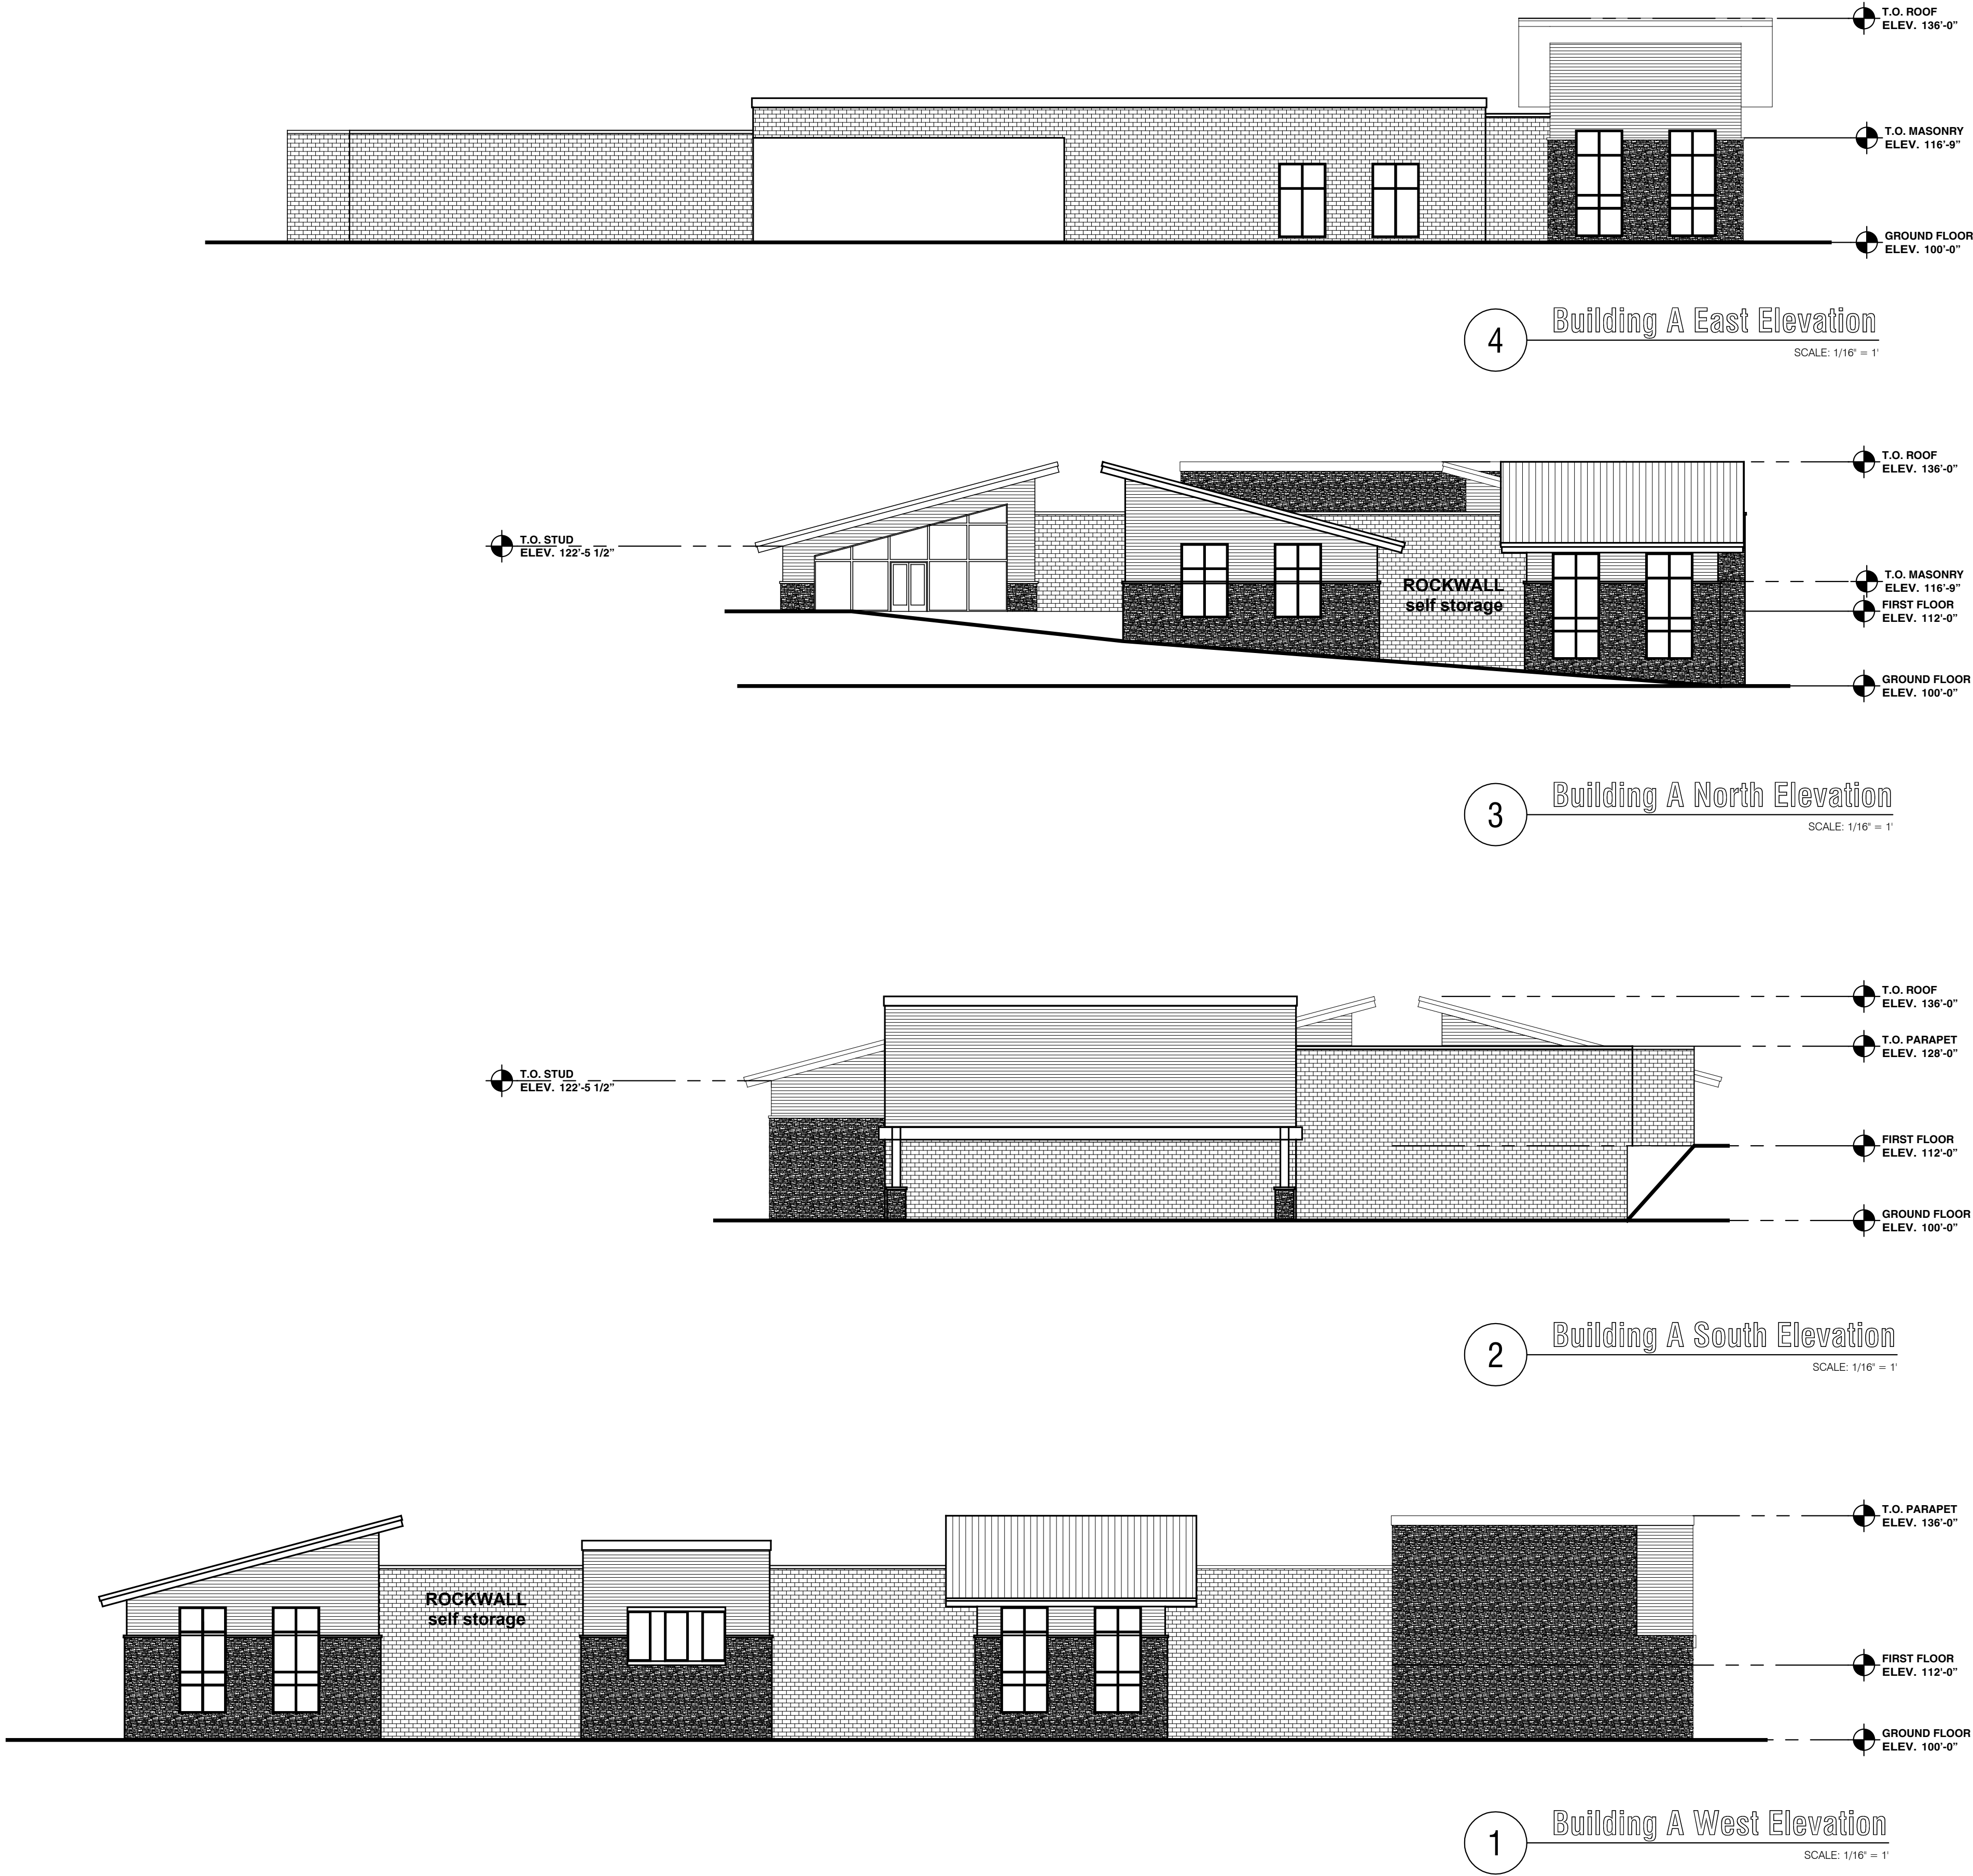 T.O. ROOF
ELEV. 136'-0"
T.O. MASONRY
ELEV. 116'-9"
GROUND FLOOR
ELEV. 100'-0"
4
Building A East Elevation
SCALE: 1/16" = 1'
T.O. ROOF
ELEV. 136'-0"
T.O. STUD
ELEV. 122'-5 1/2"
ROCKWALL
self storage
T.O. MASONRY
ELEV. 116'-9"
FIRST FLOOR
ELEV. 112'-0"
GROUND FLOOR
ELEV. 100'-0"
3
Building A North Elevation
SCALE: 1/16" = 1'
T.O. ROOF
ELEV. 136'-0"
T.O. PARAPET
ELEV. 128'-0"
T.O. STUD
ELEV. 122'-5 1/2"
FIRST FLOOR
ELEV. 112'-0"
GROUND FLOOR
ELEV. 100'-0"
2
Building A South Elevation
SCALE: 1/16" = 1'
T.O. PARAPET
ELEV. 136'-0"
ROCKWALL
self storage
FIRST FLOOR
ELEV. 112'-0"
GROUND FLOOR
ELEV. 100'-0"
1
Building A West Elevation
SCALE: 1/16" = 1'